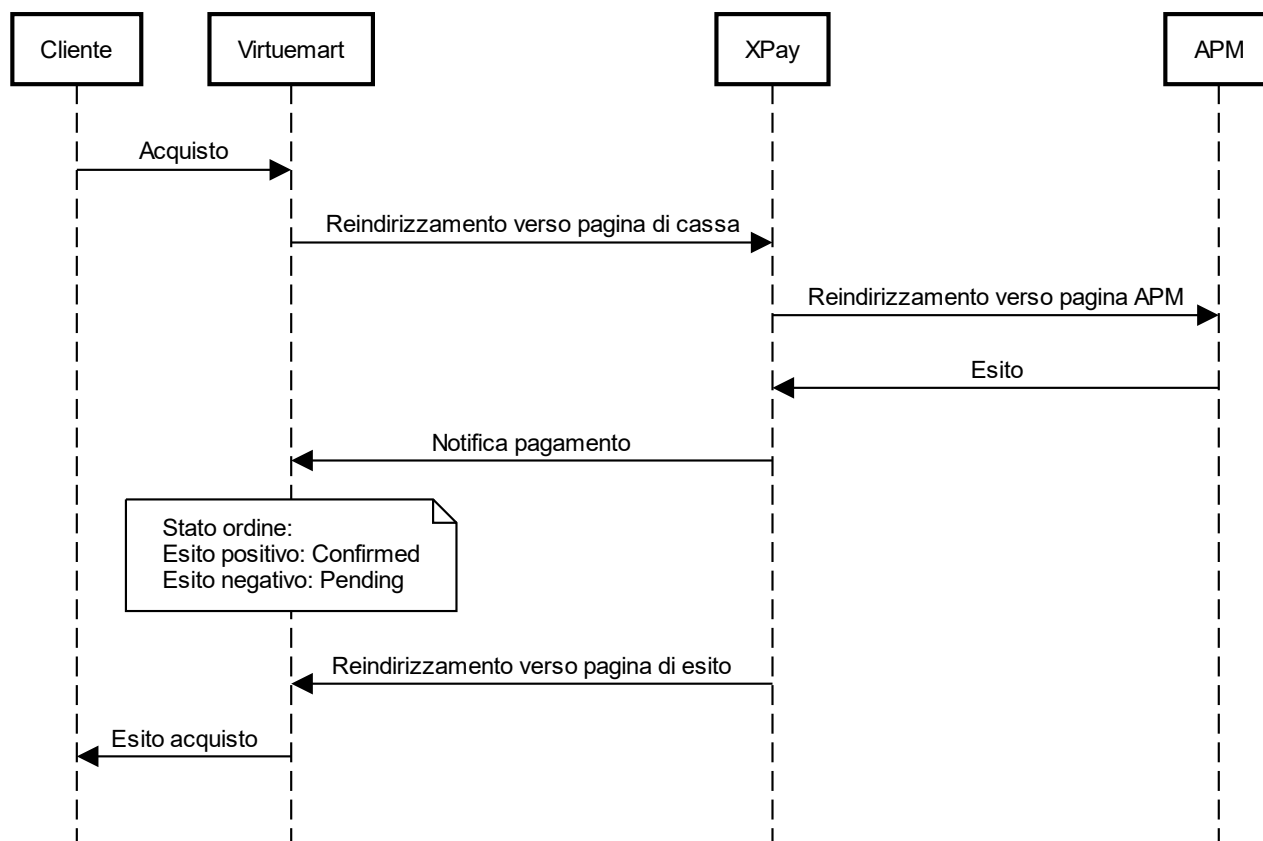 Cliente
Virtuemart
XPay
APM
Acquisto
Reindirizzamento verso pagina di cassa
Reindirizzamento verso pagina APM
Esito
Notifica pagamento
Stato ordine:
Esito positivo: Confirmed
Esito negativo: Pending
Reindirizzamento verso pagina di esito
Esito acquisto